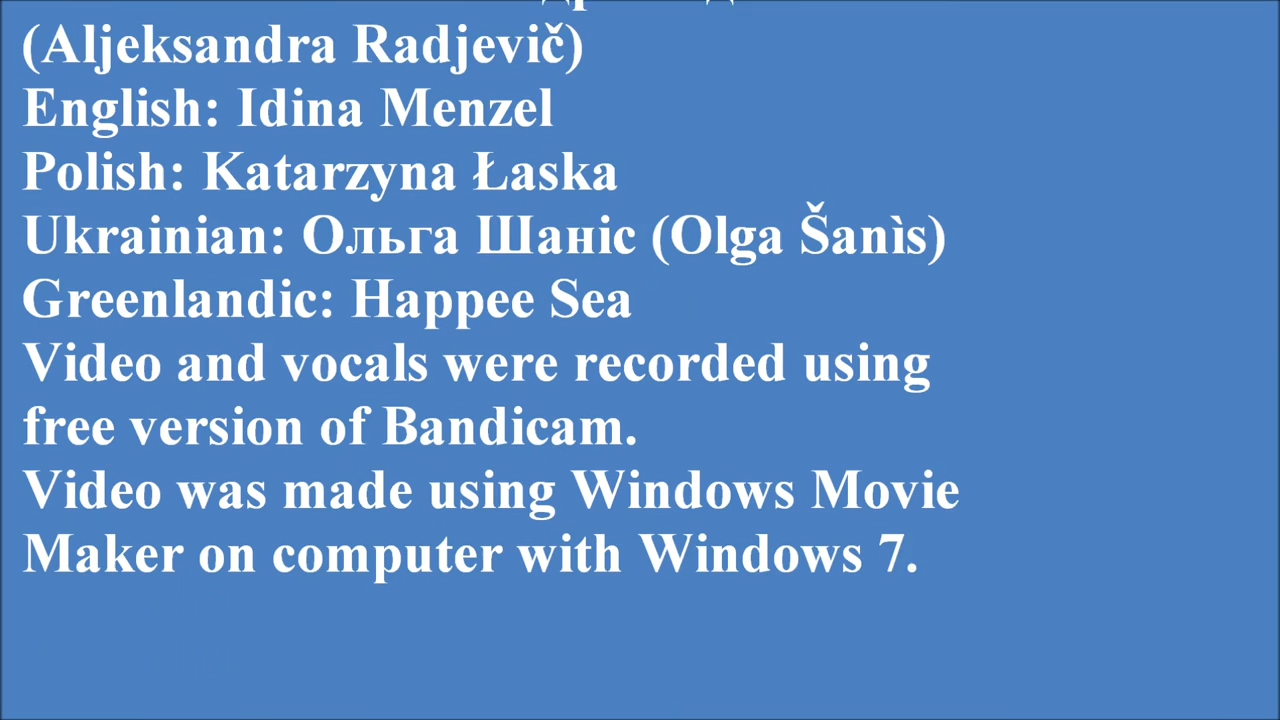 (Aljeksandra Radjevič)
English: Idina Menzel
Polish: Katarzyna Łaska
Ukrainian: Ольга Шаніс (Olga Šanìs)
Greenlandic: Happee Sea
Video and vocals were recorded using
free version of Bandicam.
Video was made using Windows Movie
Maker on computer with Windows 7.